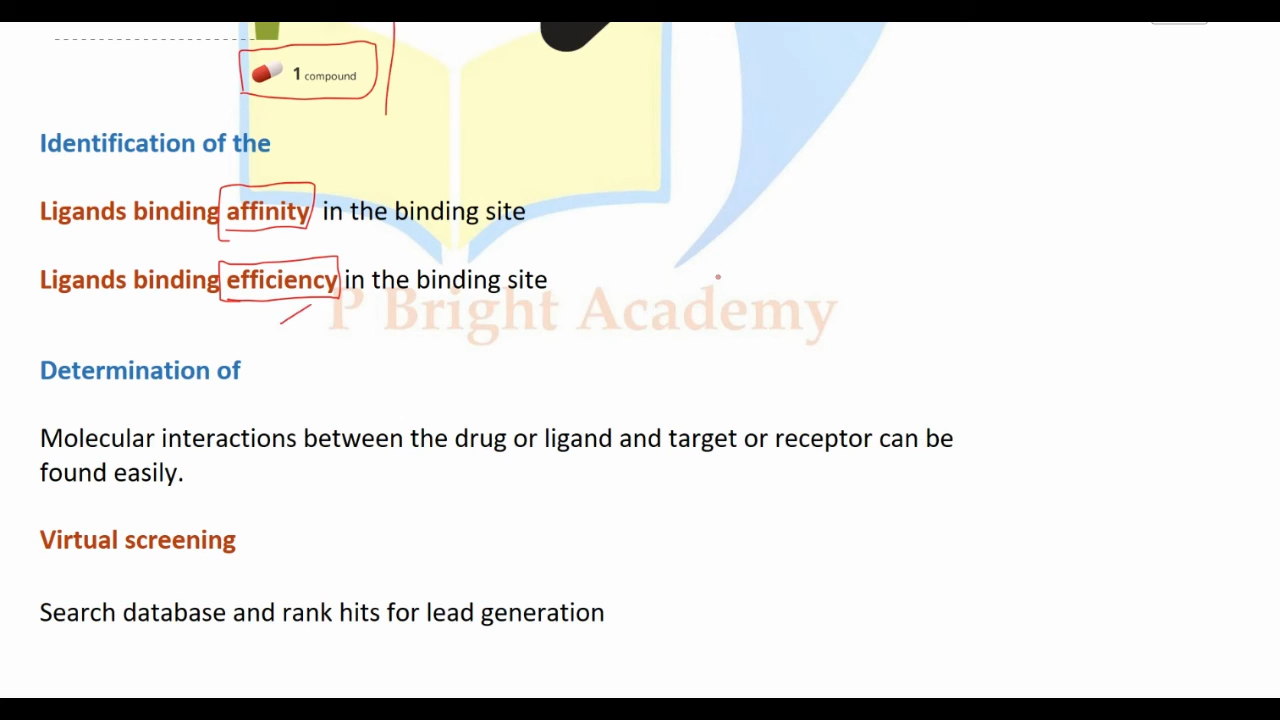 1 compound
Identification of the
Ligands binding affinity in the binding site
Ligands binding efficiency in the binding site
P Bright Academy
Determination of
Molecular interactions between the drug or ligand and target or receptor can be
found easily.
Virtual screening
Search database and rank hits for lead generation